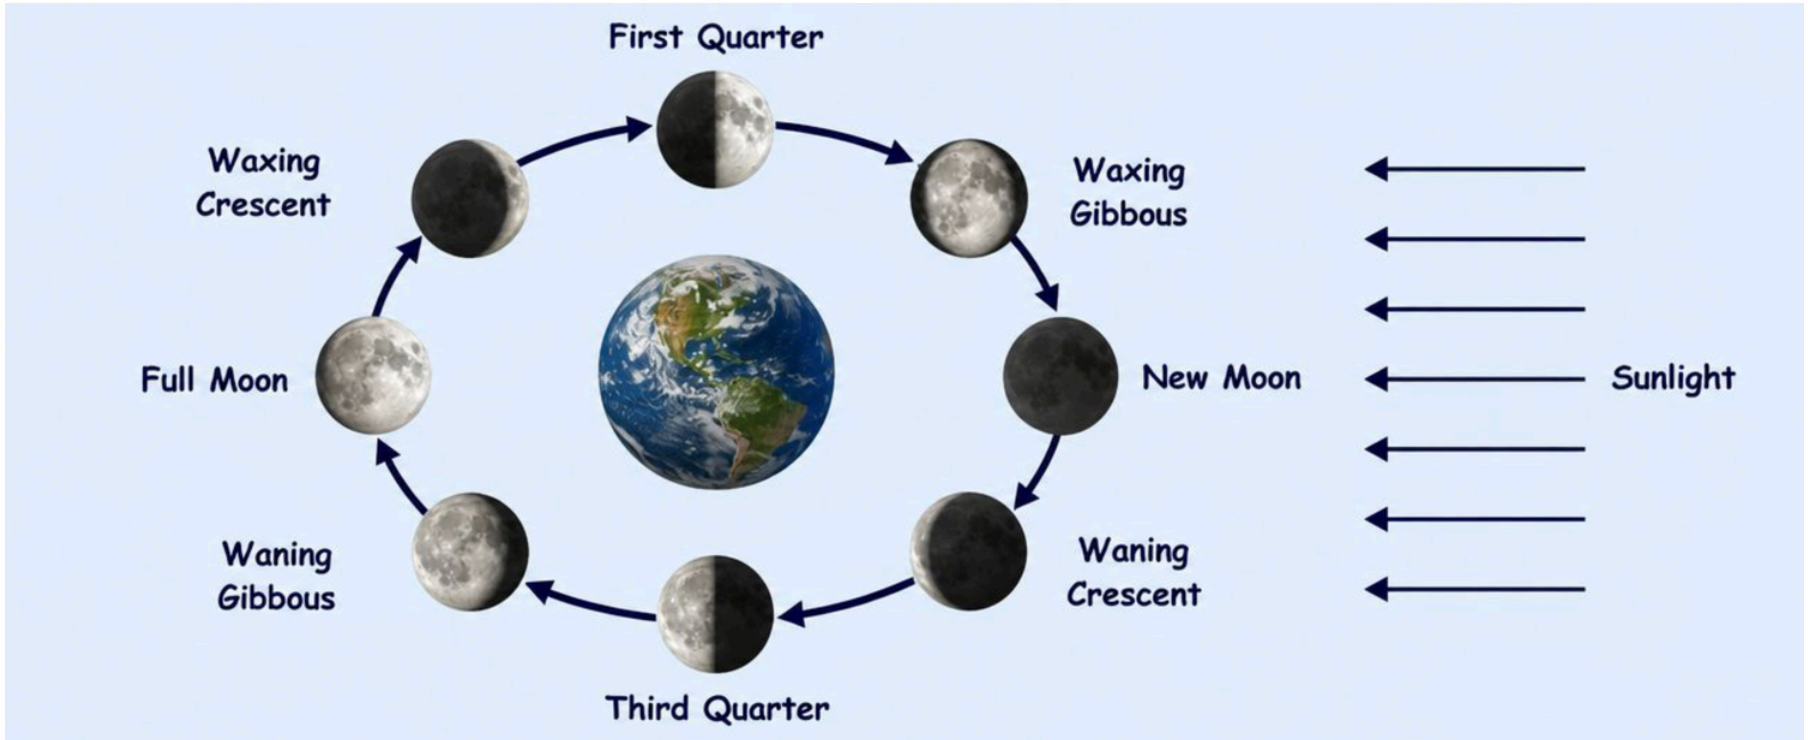 First Quarter
Waxing
Crescent
Waxing
Gibbous
Full Moon
New Moon
Sunlight
Waning
Gibbous
Waning
Crescent
Third Quarter